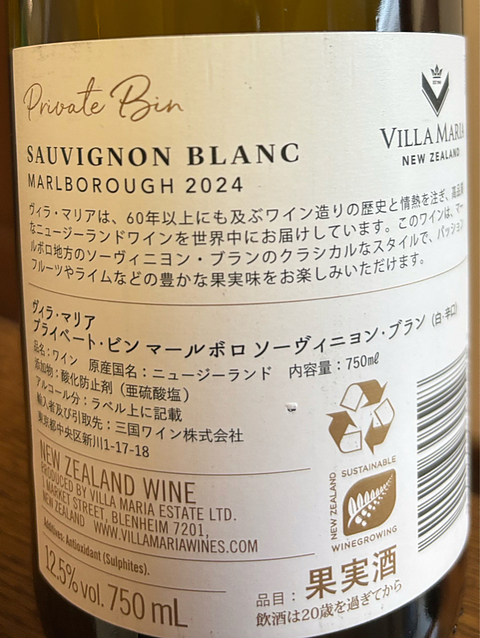 Private Bin
VILLA MARIA
NEW ZEALAND
SAUVIGNON BLANC
MARLBOROUGH 2024
ヴィラ・マリアは、60年以上にも及ぶワイン造りの歴史と情熱を注ぎ、高品質
なニュージーランドワインを世界中にお届けしています。このワインは、マー
ルボロ地方のソーヴィニヨン・ブランのクラシカルなスタイルで、パッション
フルーツやライムなどの豊かな果実味をお楽しみいただけます。
ヴィラ・マリア
プライベート・ビン マールボロ ソーヴィニヨン・ブラン (白・辛口)
品名：ワイン 原産国名：ニュージーランド 内容量：750㎖
添加物：酸化防止剤（亜硫酸塩）
アルコール分：ラベル上に記載
輸入者及び引取先：三国ワイン株式会社
東京都中央区新川1-17-18
NEW ZEALAND WINE
PRODUCED BY VILLA MARIA ESTATE LTD.
MARKET STREET, BLENHEIM 7201,
NEW ZEALAND WWW.VILLAMARIAWINES.COM
Additives: Antioxidant (Sulphites).
12.5% vol. 750 mL
SUSTAINABLE
NEW ZEALAND
WINEGROWING
品目：果実酒
飲酒は20歳を過ぎてから